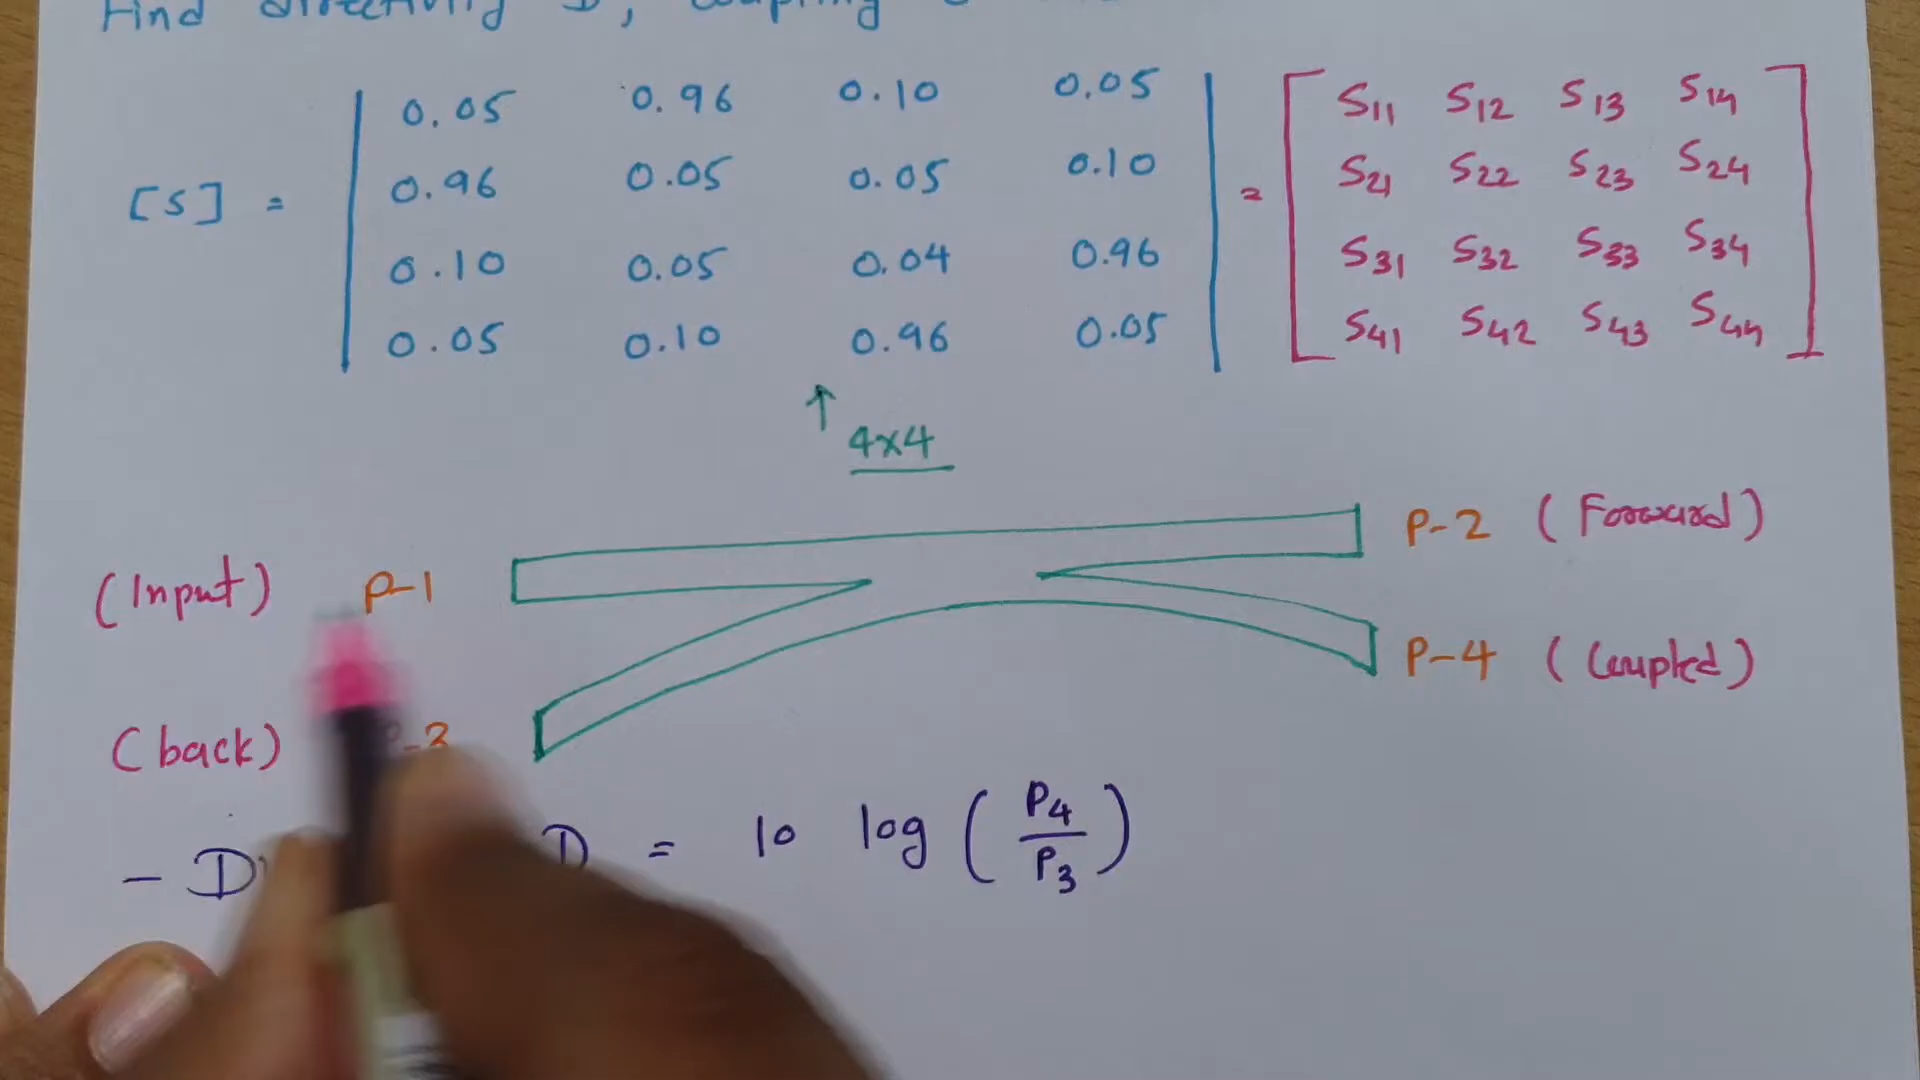 Find directivity D, coupling
[S] = | 0.05 0.96 0.10 0.05 | = [ S11 S12 S13 S14 ]
0.96 0.05 0.05 0.10 S21 S22 S23 S24
0.10 0.05 0.04 0.96 S31 S32 S33 S34
0.05 0.10 0.96 0.05 S41 S42 S43 S44
↑ 4x4
(Input) P-1 P-2 (Forward)
P-4 (Coupled)
(back)
- D = 10 log (P4/P3)